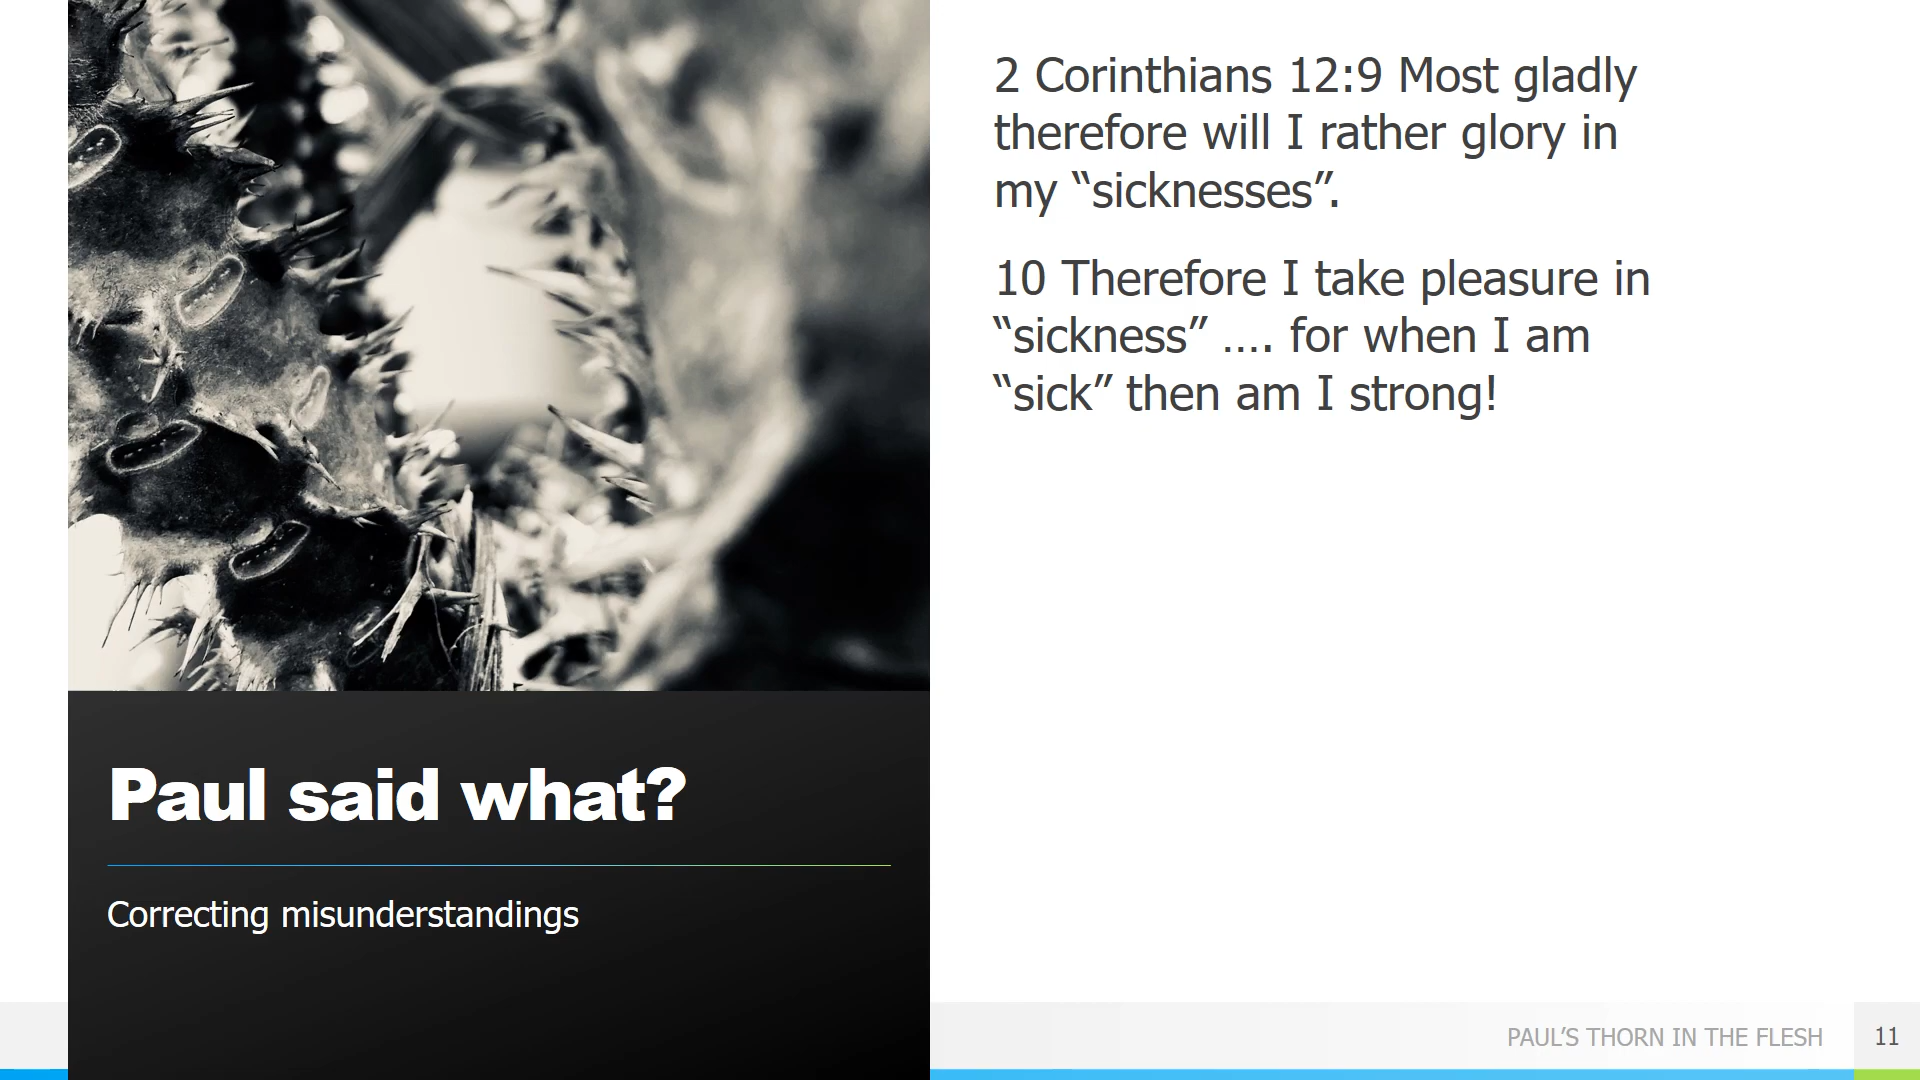 2 Corinthians 12:9 Most gladly
therefore will I rather glory in
my “sicknesses”.
10 Therefore I take pleasure in
“sickness” .... for when I am
“sick” then am I strong!
Paul said what?
Correcting misunderstandings
PAUL’S THORN IN THE FLESH
11